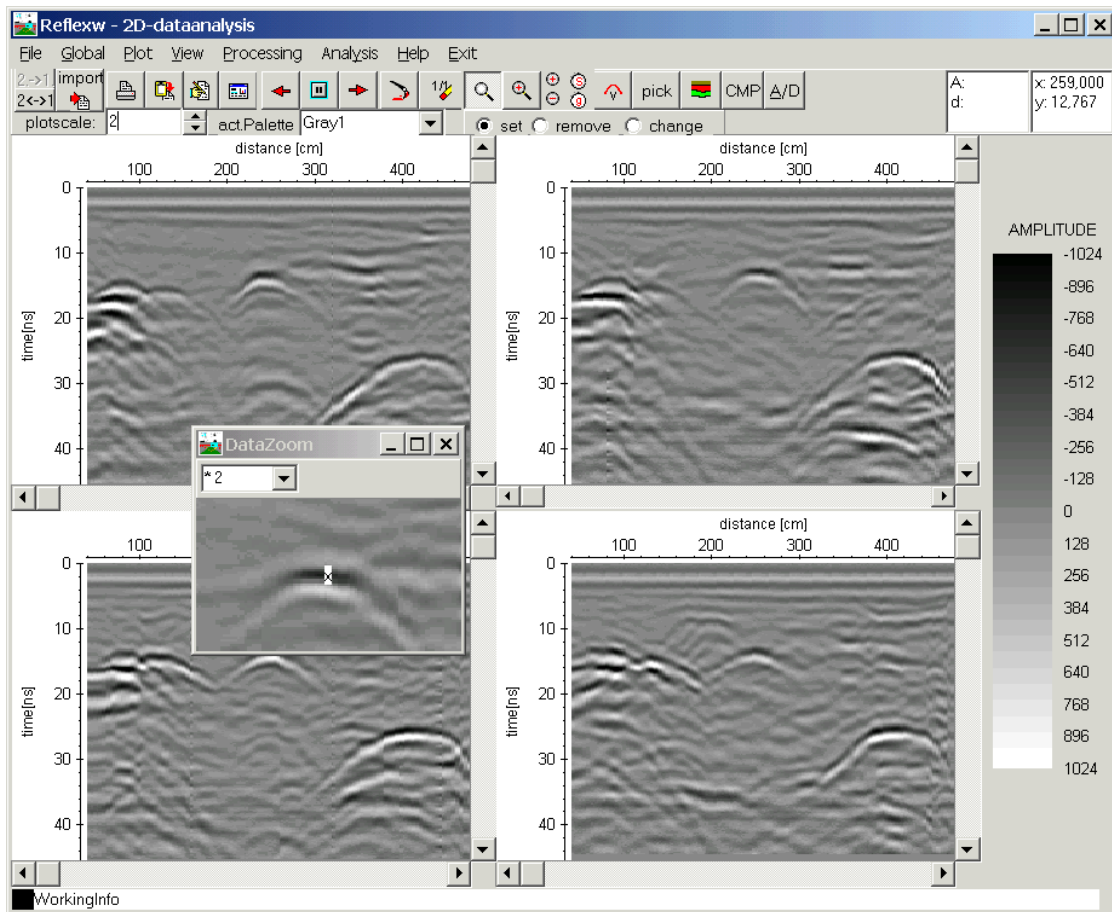 Reflexw - 2D-dataanalysis
File Global Plot View Processing Analysis Help Exit
2.->1 import
2<->1
1/1
S
g
pick
CMP A/D
A:
d:
x: 259,000
y: 12,767
plotscale: 2 act.Palette Gray1 set remove change
distance [cm]
100 200 300 400
0
10
20
30
40
time[ns]
distance [cm]
100 200 300 400
0
10
20
30
40
time[ns]
AMPLITUDE
-1024
-896
-768
-640
-512
-384
-256
-128
0
128
256
384
512
640
768
896
1024
DataZoom
* 2
100
0
10
20
30
40
time[ns]
distance [cm]
100 200 300 400
0
10
20
30
40
time[ns]
WorkingInfo